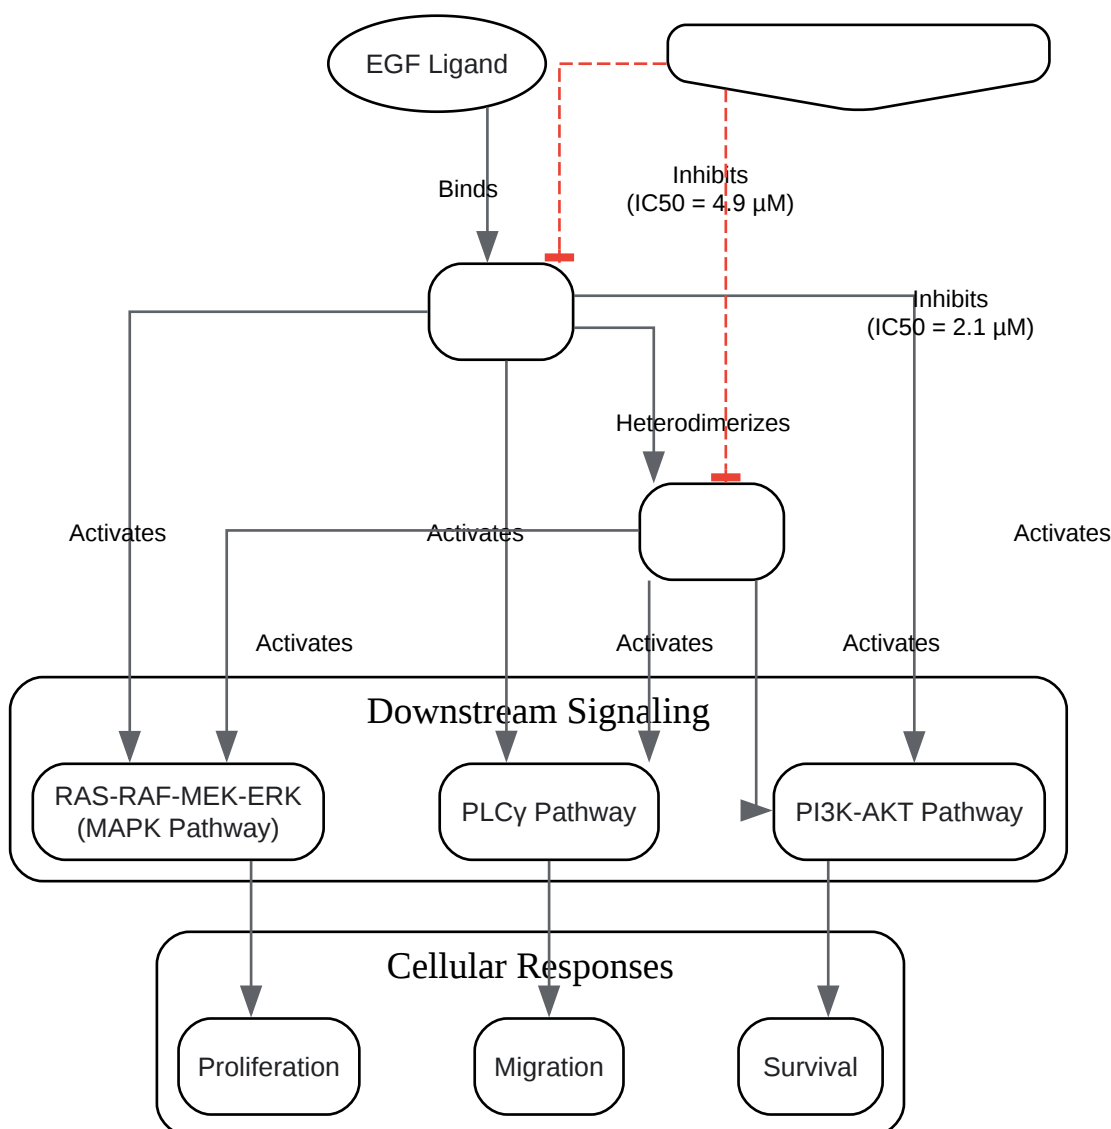 EGF Ligand
Binds
Inhibits
(IC50 = 4.9 µM)
Inhibits
(IC50 = 2.1 µM)
Heterodimerizes
Activates
Activates
Activates
Activates
Activates
Activates
Downstream Signaling
RAS-RAF-MEK-ERK
(MAPK Pathway)
PLCγ Pathway
PI3K-AKT Pathway
Cellular Responses
Proliferation
Migration
Survival